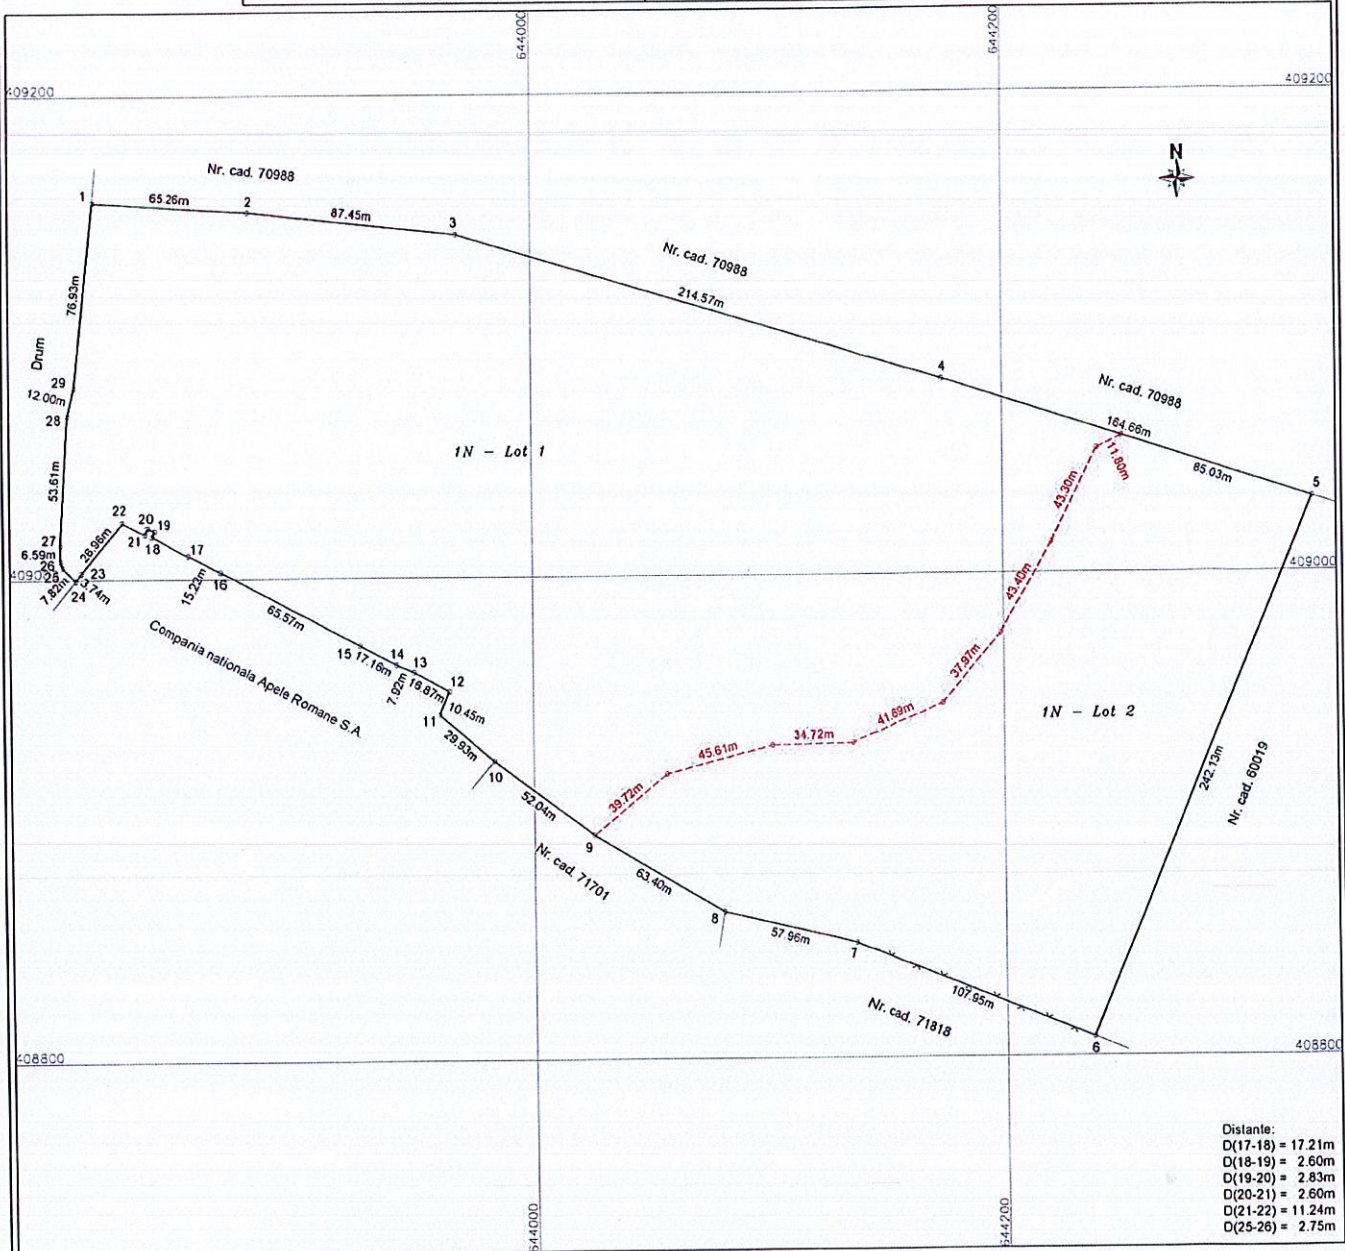 644000
644200
409200
409200
N
Nr. cad. 70988
1
65.26m
2
87.45m
3
Nr. cad. 70988
214.57m
76.93m
Drum
29
12.00m
28
4
Nr. cad. 70988
164.66m
11.80m
85.03m
5
1N - Lot 1
53.61m
43.30m
22
20
19
21
18
27
6.59m
26
25
26.96m
17
16
15.22m
23
24
7.82m
409000
43.40m
65.57m
Compania nationala Apele Romane S.A.
15
17.16m
14
13
7.92m
16.87m
12
10.45m
11
29.93m
10
37.97m
41.69m
34.72m
45.61m
39.72m
1N - Lot 2
242.13m
Nr. cad. 60019
52.04m
9
Nr. cad. 71701
63.40m
8
57.96m
7
107.95m
Nr. cad. 71818
6
408800
408800
644000
644200
Distante:
D(17-18) = 17.21m
D(18-19) = 2.60m
D(19-20) = 2.83m
D(20-21) = 2.60m
D(21-22) = 11.24m
D(25-26) = 2.75m